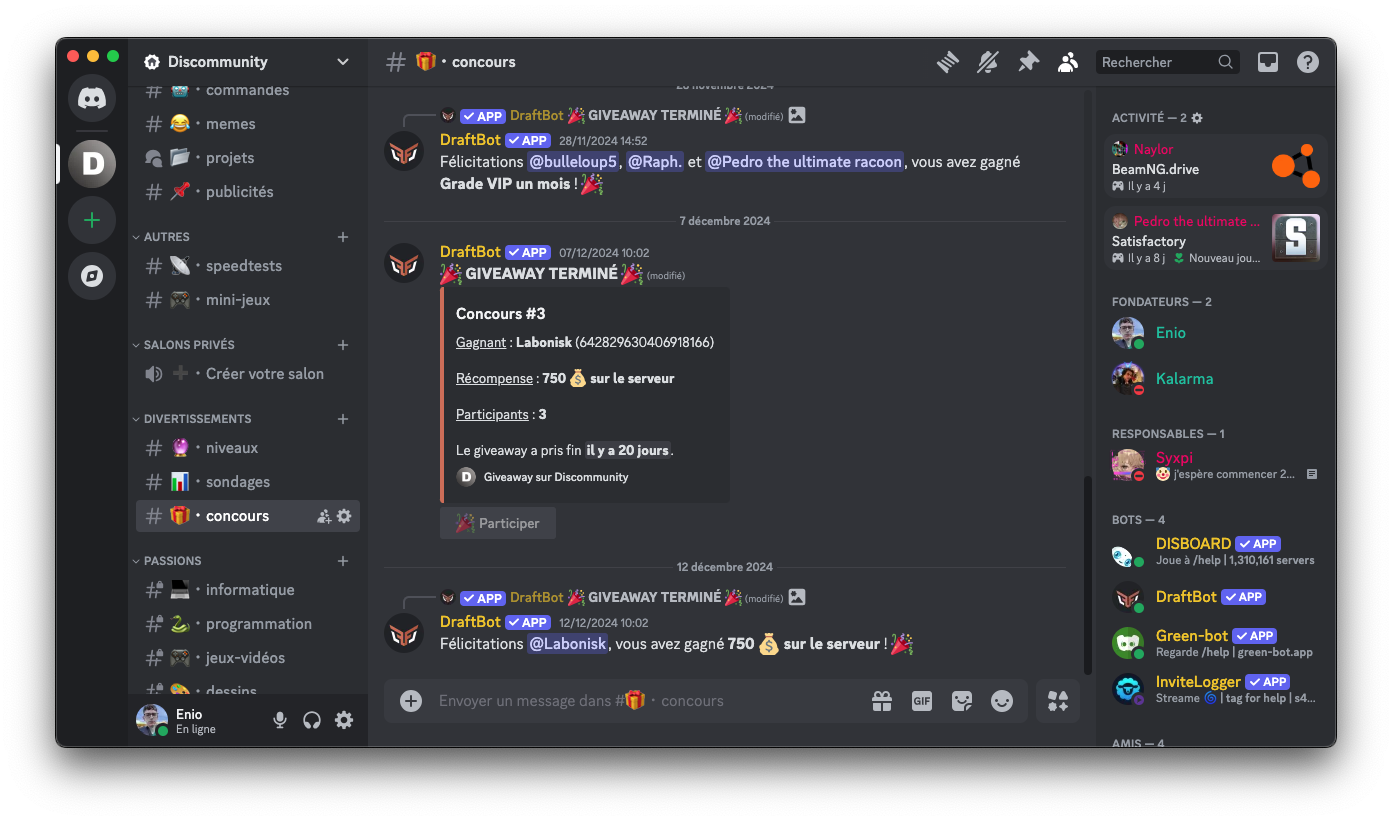 Discommunity
commandes
memes
projets
publicités
AUTRES
speedtests
mini-jeux
SALONS PRIVÉS
Créer votre salon
DIVERTISSEMENTS
niveaux
sondages
concours
PASSIONS
informatique
programmation
jeux-vidéos
dessins
Enio
En ligne
D
# 🎁・concours
Rechercher
28 novembre 2024
✓ APP DraftBot 🎉 GIVEAWAY TERMINÉ 🎉 (modifié)
DraftBot ✓ APP 28/11/2024 14:52
Félicitations @bulleloup5, @Raph. et @Pedro the ultimate racoon, vous avez gagné
Grade VIP un mois ! 🎉
7 décembre 2024
DraftBot ✓ APP 07/12/2024 10:02
🎉 GIVEAWAY TERMINÉ 🎉 (modifié)
Concours #3
Gagnant : Labonisk (642829630406918166)
Récompense : 750 💰 sur le serveur
Participants : 3
Le giveaway a pris fin il y a 20 jours.
D Giveaway sur Discommunity
🎉 Participer
12 décembre 2024
✓ APP DraftBot 🎉 GIVEAWAY TERMINÉ 🎉 (modifié)
DraftBot ✓ APP 12/12/2024 10:02
Félicitations @Labonisk, vous avez gagné 750 💰 sur le serveur ! 🎉
Envoyer un message dans #🎁・concours
GIF
ACTIVITÉ — 2
Naylor
BeamNG.drive
Il y a 4 j
Pedro the ultimate ...
Satisfactory
Il y a 8 j Nouveau jou...
S
FONDATEURS — 2
Enio
Kalarma
RESPONSABLES — 1
Syxpi
🤡 j'espère commencer 2...
BOTS — 4
DISBOARD ✓ APP
Joue à /help | 1,310,161 servers
DraftBot ✓ APP
Green-bot ✓ APP
Regarde /help | green-bot.app
InviteLogger ✓ APP
Streame 🌀 | tag for help | s4...
AMIS — 4